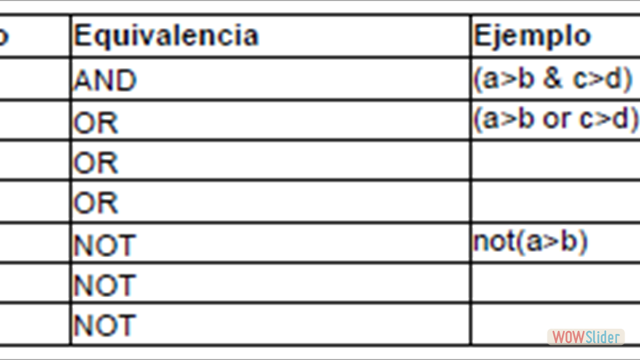 o Equivalencia Ejemplo
AND (a>b & c>d)
OR (a>b or c>d)
OR
OR
NOT not(a>b)
NOT
NOT
WOWSlider